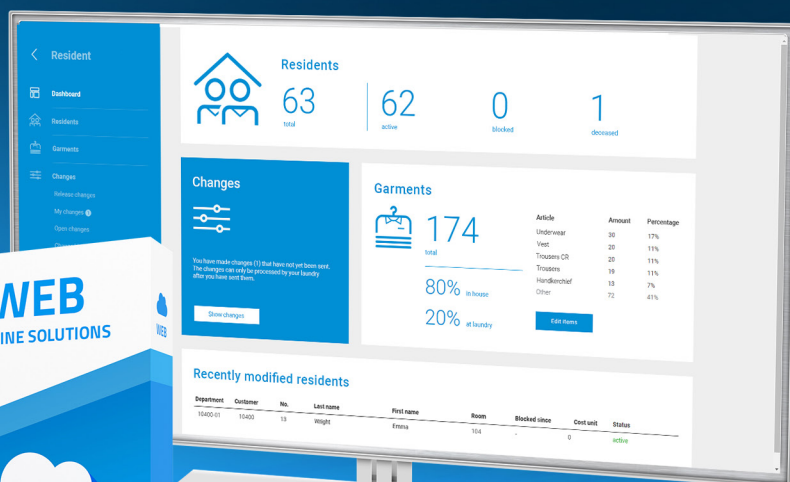 Resident
Dashboard
Residents
Garments
Changes
Release changes
My changes 1
Open changes
Residents
63
total
62
active
0
blocked
1
deceased
Changes
You have made changes (1) that have not yet been sent.
The changes can only be processed by your laundry
after you have sent them.
Show changes
Garments
174
total
80% in house
20% at laundry
Article Amount Percentage
Underwear 30 17%
Vest 20 11%
Trousers CR 20 11%
Trousers 19 11%
Handkerchief 13 7%
Other 72 41%
Edit items
Recently modified residents
Department Customer No. Last name First name Room Blocked since Cost unit Status
10400-01 10400 13 Weight Emma 104 - 0 active
WEB
INE SOLUTIONS
WEB